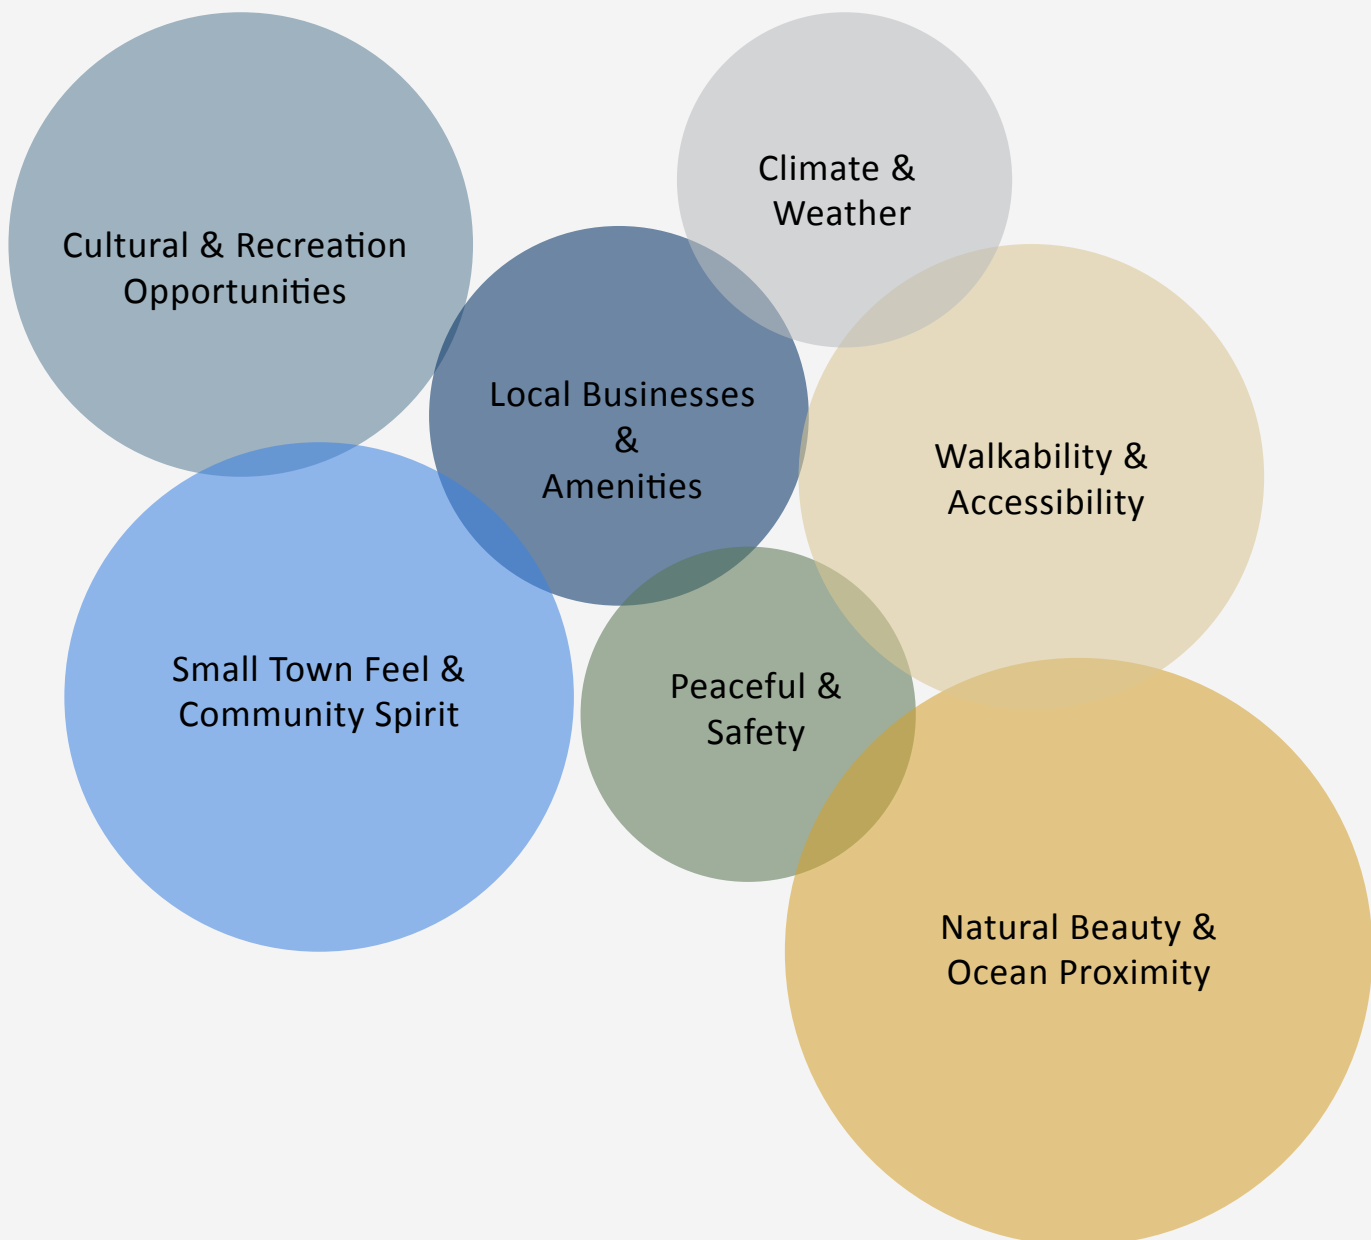 Cultural & Recreation
Opportunities
Climate &
Weather
Local Businesses
&
Amenities
Walkability &
Accessibility
Small Town Feel &
Community Spirit
Peaceful &
Safety
Natural Beauty &
Ocean Proximity